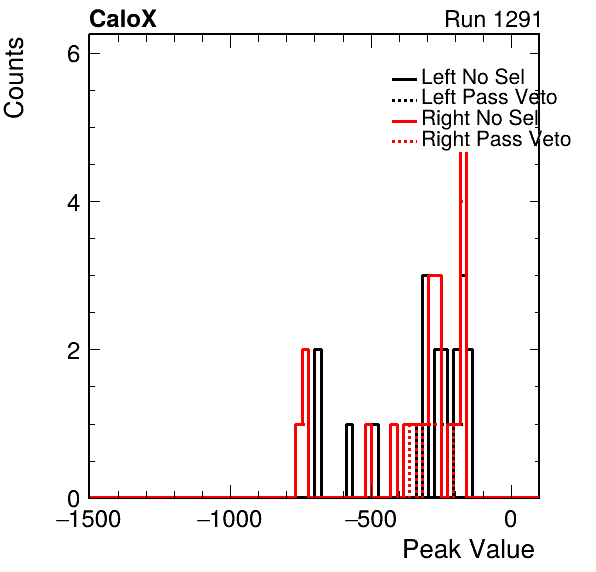 CaloX Run 1291
Counts
6
4
2
0
Left No Sel
Left Pass Veto
Right No Sel
Right Pass Veto
−1500 −1000 −500 0
Peak Value